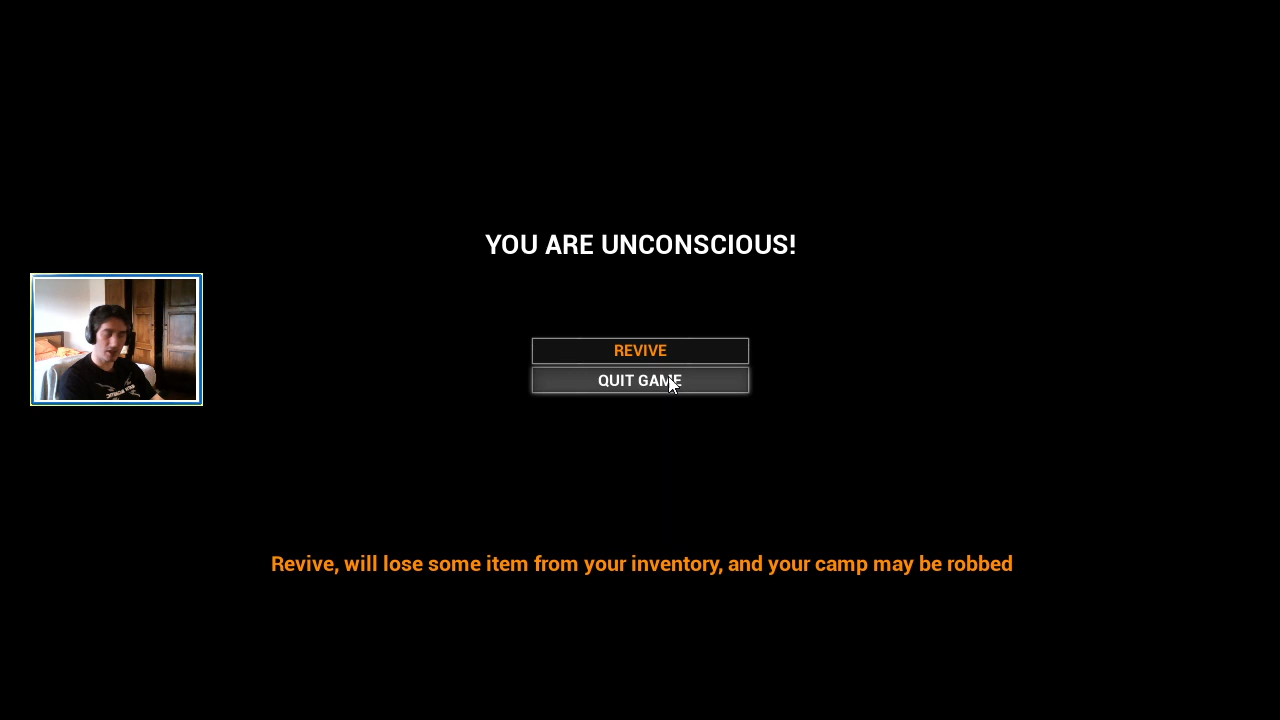 YOU ARE UNCONSCIOUS!
REVIVE
QUIT GAME
Revive, will lose some item from your inventory, and your camp may be robbed